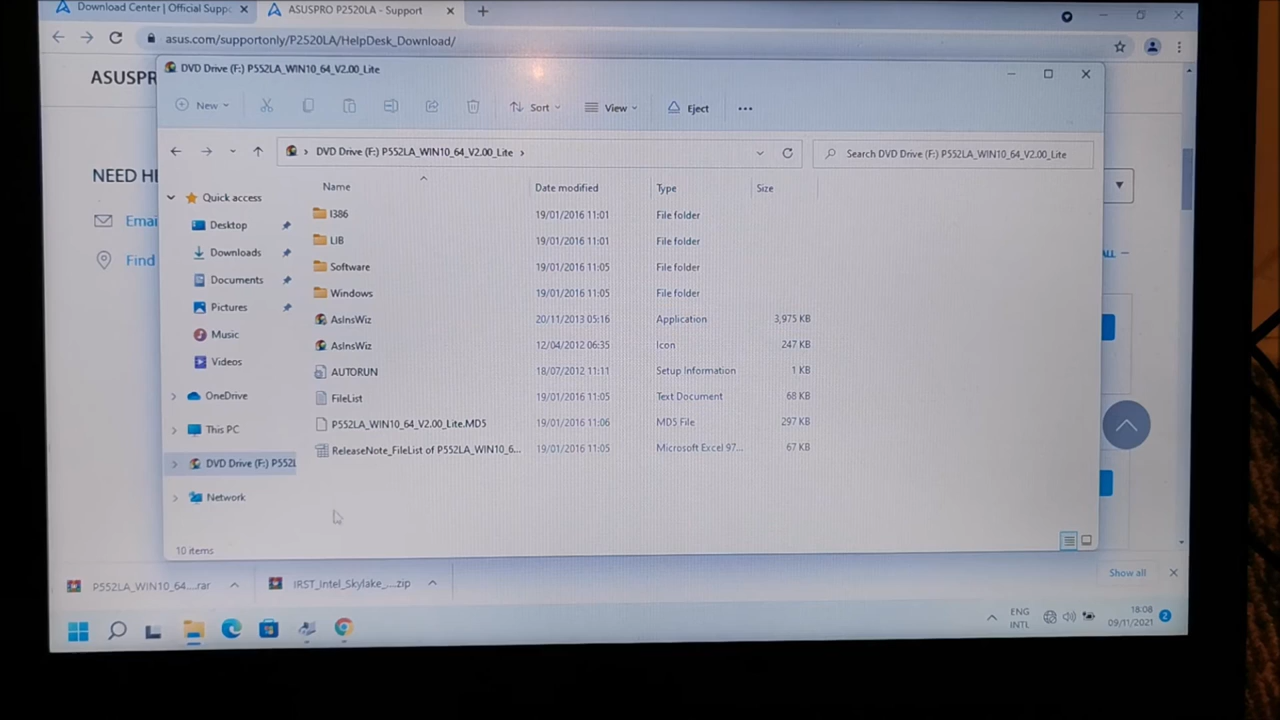 Download Center | Official Supp
ASUSPRO P2520LA - Support
asus.com/supportonly/P2520LA/HelpDesk_Download/
ASUSPR
DVD Drive (F:) P552LA_WIN10_64_V2.00_Lite
New
Sort
View
Eject
DVD Drive (F:) P552LA_WIN10_64_V2.00_Lite
Search DVD Drive (F:) P552LA_WIN10_64_V2.00_Lite
NEED HE
Emai
Find
ALL
Name Date modified Type Size
Quick access
Desktop
Downloads
Documents
Pictures
Music
Videos
OneDrive
This PC
DVD Drive (F:) P552L
Network
I386 19/01/2016 11:01 File folder
LIB 19/01/2016 11:01 File folder
Software 19/01/2016 11:05 File folder
Windows 19/01/2016 11:05 File folder
AsInsWiz 20/11/2013 05:16 Application 3,975 KB
AsInsWiz 12/04/2012 06:35 Icon 247 KB
AUTORUN 18/07/2012 11:11 Setup Information 1 KB
FileList 19/01/2016 11:05 Text Document 68 KB
P552LA_WIN10_64_V2.00_Lite.MD5 19/01/2016 11:06 MD5 File 297 KB
ReleaseNote_FileList of P552LA_WIN10_6... 19/01/2016 11:05 Microsoft Excel 97... 67 KB
10 items
P552LA_WIN10_64....rar
IRST_Intel_Skylake_....zip
Show all
ENG
INTL
18:08
09/11/2021
2